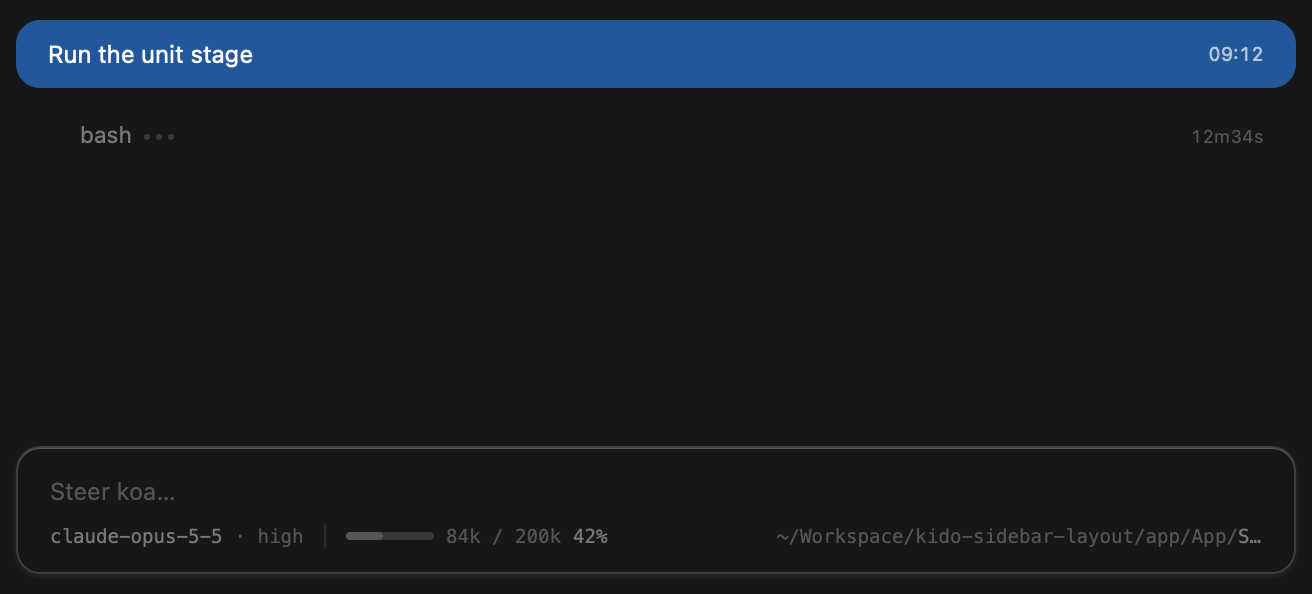 Run the unit stage 09:12
bash ••• 12m34s
Steer koa…
claude-opus-5-5 · high 84k / 200k 42% ~/Workspace/kido-sidebar-layout/app/App/S…